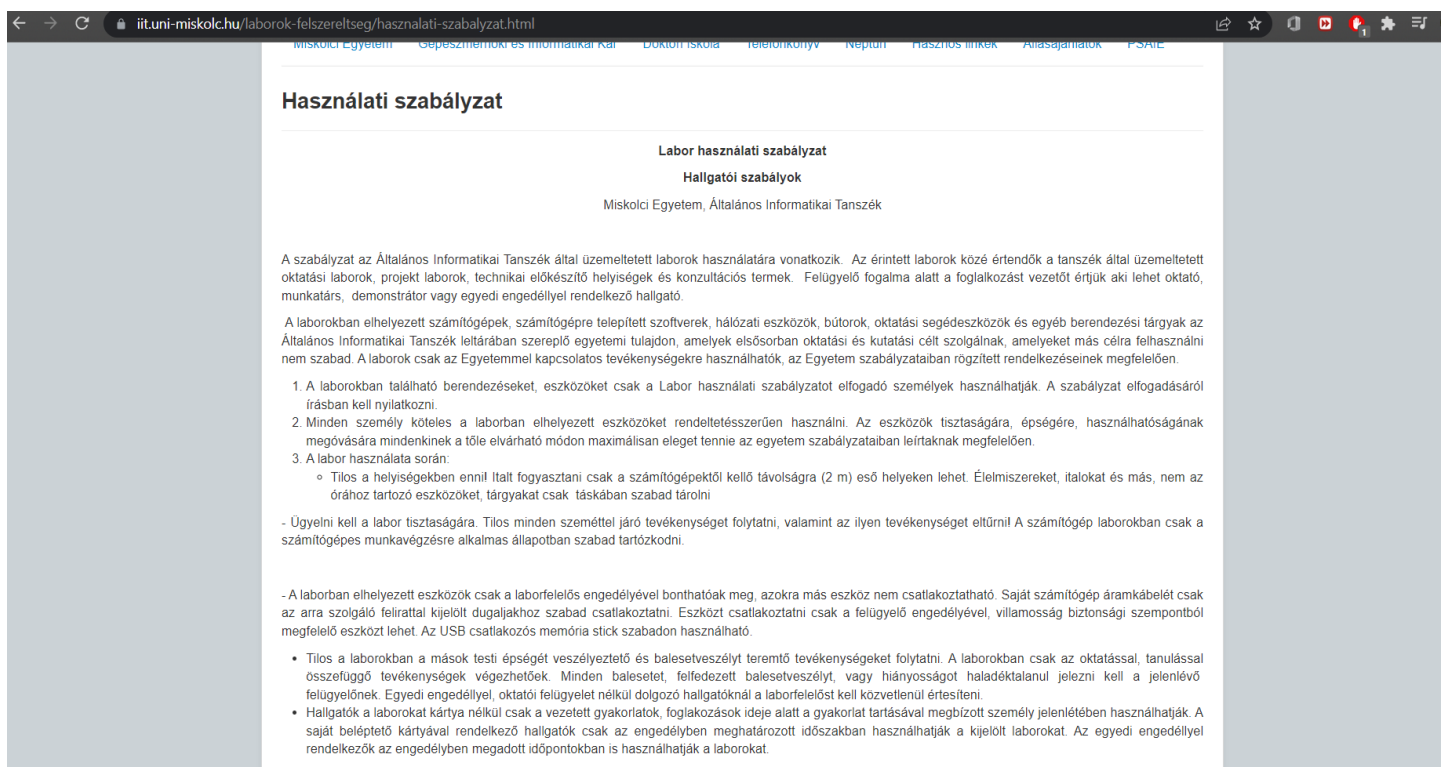 iit.uni-miskolc.hu/laborok-felszereltseg/hasznalati-szabalyzat.html
1
Miskolci Egyetem Gépészmérnöki és Informatikai Kar Doktori Iskola Telefonkönyv Neptun Hasznos linkek Állásajánlatok PSAIE
Használati szabályzat
Labor használati szabályzat
Hallgatói szabályok
Miskolci Egyetem, Általános Informatikai Tanszék
A szabályzat az Általános Informatikai Tanszék által üzemeltetett laborok használatára vonatkozik. Az érintett laborok közé értendők a tanszék által üzemeltetett
oktatási laborok, projekt laborok, technikai előkészítő helyiségek és konzultációs termek. Felügyelő fogalma alatt a foglalkozást vezetőt értjük aki lehet oktató,
munkatárs, demonstrátor vagy egyedi engedéllyel rendelkező hallgató.
A laborokban elhelyezett számítógépek, számítógépre telepített szoftverek, hálózati eszközök, bútorok, oktatási segédeszközök és egyéb berendezési tárgyak az
Általános Informatikai Tanszék leltárában szereplő egyetemi tulajdon, amelyek elsősorban oktatási és kutatási célt szolgálnak, amelyeket más célra felhasználni
nem szabad. A laborok csak az Egyetemmel kapcsolatos tevékenységekre használhatók, az Egyetem szabályzataiban rögzített rendelkezéseinek megfelelően.
1. A laborokban található berendezéseket, eszközöket csak a Labor használati szabályzatot elfogadó személyek használhatják. A szabályzat elfogadásáról
írásban kell nyilatkozni.
2. Minden személy köteles a laborban elhelyezett eszközöket rendeltetésszerűen használni. Az eszközök tisztaságára, épségére, használhatóságának
megóvására mindenkinek a tőle elvárható módon maximálisan eleget tennie az egyetem szabályzataiban leírtaknak megfelelően.
3. A labor használata során:
○ Tilos a helyiségekben enni! Italt fogyasztani csak a számítógépektől kellő távolságra (2 m) eső helyeken lehet. Élelmiszereket, italokat és más, nem az
órához tartozó eszközöket, tárgyakat csak táskában szabad tárolni
- Ügyelni kell a labor tisztaságára. Tilos minden szeméttel járó tevékenységet folytatni, valamint az ilyen tevékenységet eltűrni! A számítógép laborokban csak a
számítógépes munkavégzésre alkalmas állapotban szabad tartózkodni.
- A laborban elhelyezett eszközök csak a laborfelelős engedélyével bonthatóak meg, azokra más eszköz nem csatlakoztatható. Saját számítógép áramkábelét csak
az arra szolgáló felirattal kijelölt dugaljakhoz szabad csatlakoztatni. Eszközt csatlakoztatni csak a felügyelő engedélyével, villamosság biztonsági szempontból
megfelelő eszközt lehet. Az USB csatlakozós memória stick szabadon használható.
• Tilos a laborokban a mások testi épségét veszélyeztető és balesetveszélyt teremtő tevékenységeket folytatni. A laborokban csak az oktatással, tanulással
összefüggő tevékenységek végezhetőek. Minden balesetet, felfedezett balesetveszélyt, vagy hiányosságot haladéktalanul jelezni kell a jelenlévő
felügyelőnek. Egyedi engedéllyel, oktatói felügyelet nélkül dolgozó hallgatóknál a laborfelelőst kell közvetlenül értesíteni.
• Hallgatók a laborokat kártya nélkül csak a vezetett gyakorlatok, foglakozások ideje alatt a gyakorlat tartásával megbízott személy jelenlétében használhatják. A
saját beléptető kártyával rendelkező hallgatók csak az engedélyben meghatározott időszakban használhatják a kijelölt laborokat. Az egyedi engedéllyel
rendelkezők az engedélyben megadott időpontokban is használhatják a laborokat.